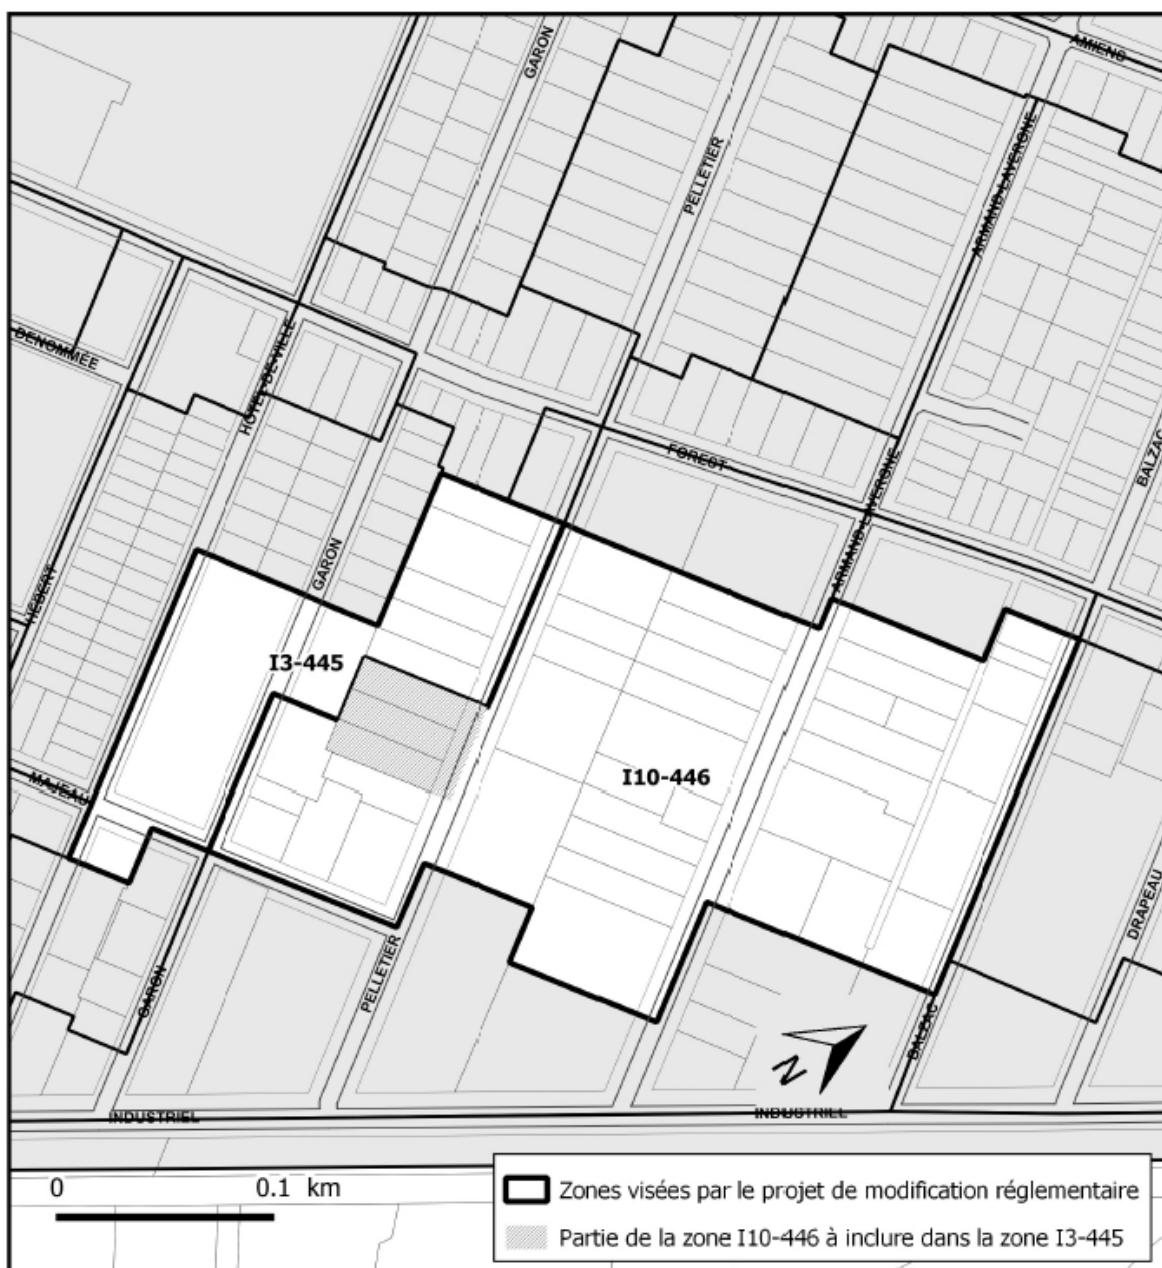 AMIENS
GARON
PELLETIER
ARMAND-LAVERGNE
DÉNOMMÉE
HÔTEL-DE-VILLE
FOREST
BALZAC
ARMAND-LAVERGNE
GARON
HÉBERT
I3-445
I10-446
MAJEAU
DRAPEAU
PELLETIER
GARON
BALZAC
N
INDUSTRIEL
INDUSTRIEL
0 0.1 km
Zones visées par le projet de modification réglementaire
Partie de la zone I10-446 à inclure dans la zone I3-445